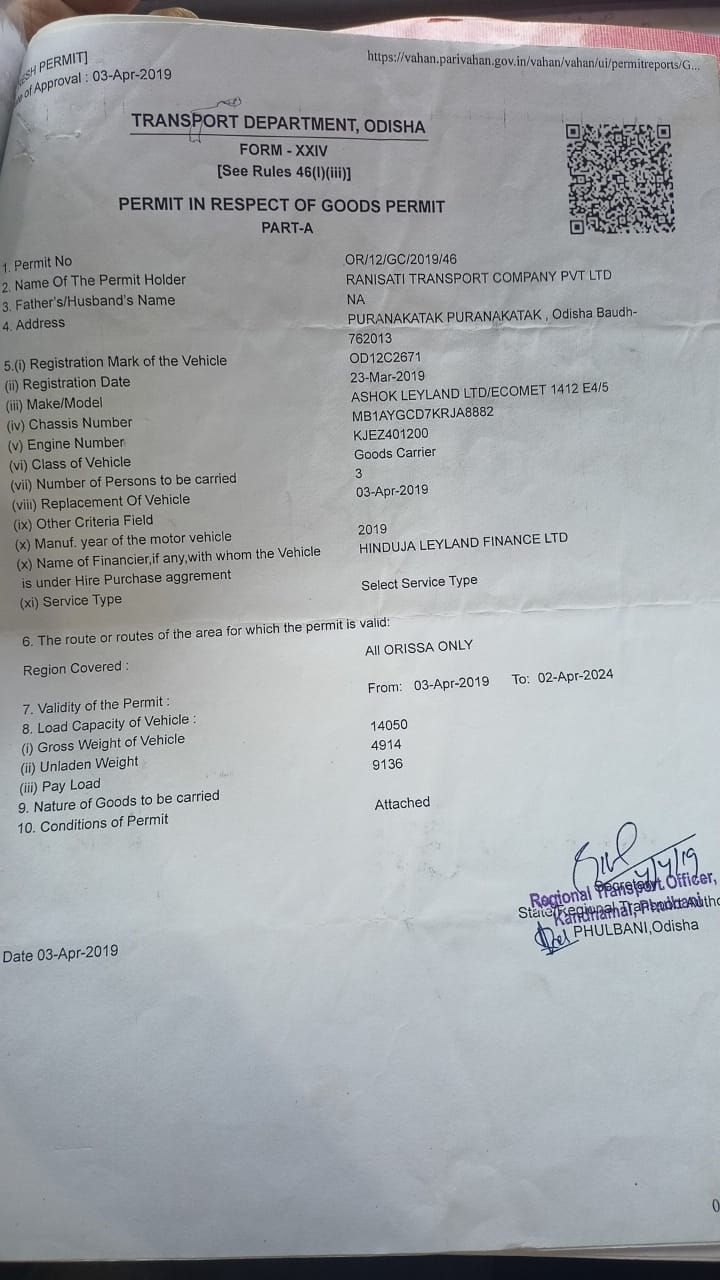 SH PERMIT]
of Approval : 03-Apr-2019
https://vahan.parivahan.gov.in/vahan/vahan/ui/permitreports/G...
TRANSPORT DEPARTMENT, ODISHA
FORM - XXIV
[See Rules 46(I)(iii)]
PERMIT IN RESPECT OF GOODS PERMIT
PART-A
1. Permit No OR/12/GC/2019/46
2. Name Of The Permit Holder RANISATI TRANSPORT COMPANY PVT LTD
3. Father's/Husband's Name NA
4. Address PURANAKATAK PURANAKATAK , Odisha Baudh-
762013
5.(i) Registration Mark of the Vehicle OD12C2671
(ii) Registration Date 23-Mar-2019
(iii) Make/Model ASHOK LEYLAND LTD/ECOMET 1412 E4/5
(iv) Chassis Number MB1AYGCD7KRJA8882
(v) Engine Number KJEZ401200
(vi) Class of Vehicle Goods Carrier
(vii) Number of Persons to be carried 3
(viii) Replacement Of Vehicle 03-Apr-2019
(ix) Other Criteria Field
(x) Manuf. year of the motor vehicle 2019
(x) Name of Financier,if any,with whom the Vehicle HINDUJA LEYLAND FINANCE LTD
is under Hire Purchase aggrement
(xi) Service Type Select Service Type
6. The route or routes of the area for which the permit is valid:
Region Covered : All ORISSA ONLY
7. Validity of the Permit : From: 03-Apr-2019 To: 02-Apr-2024
8. Load Capacity of Vehicle :
(i) Gross Weight of Vehicle 14050
(ii) Unladen Weight 4914
(iii) Pay Load 9136
9. Nature of Goods to be carried
10. Conditions of Permit Attached
4/4/19
Regional Transport Officer,
Secretary
State/Regional Transport Autho
Kandhamal, Phulbani
PHULBANI,Odisha
Date 03-Apr-2019